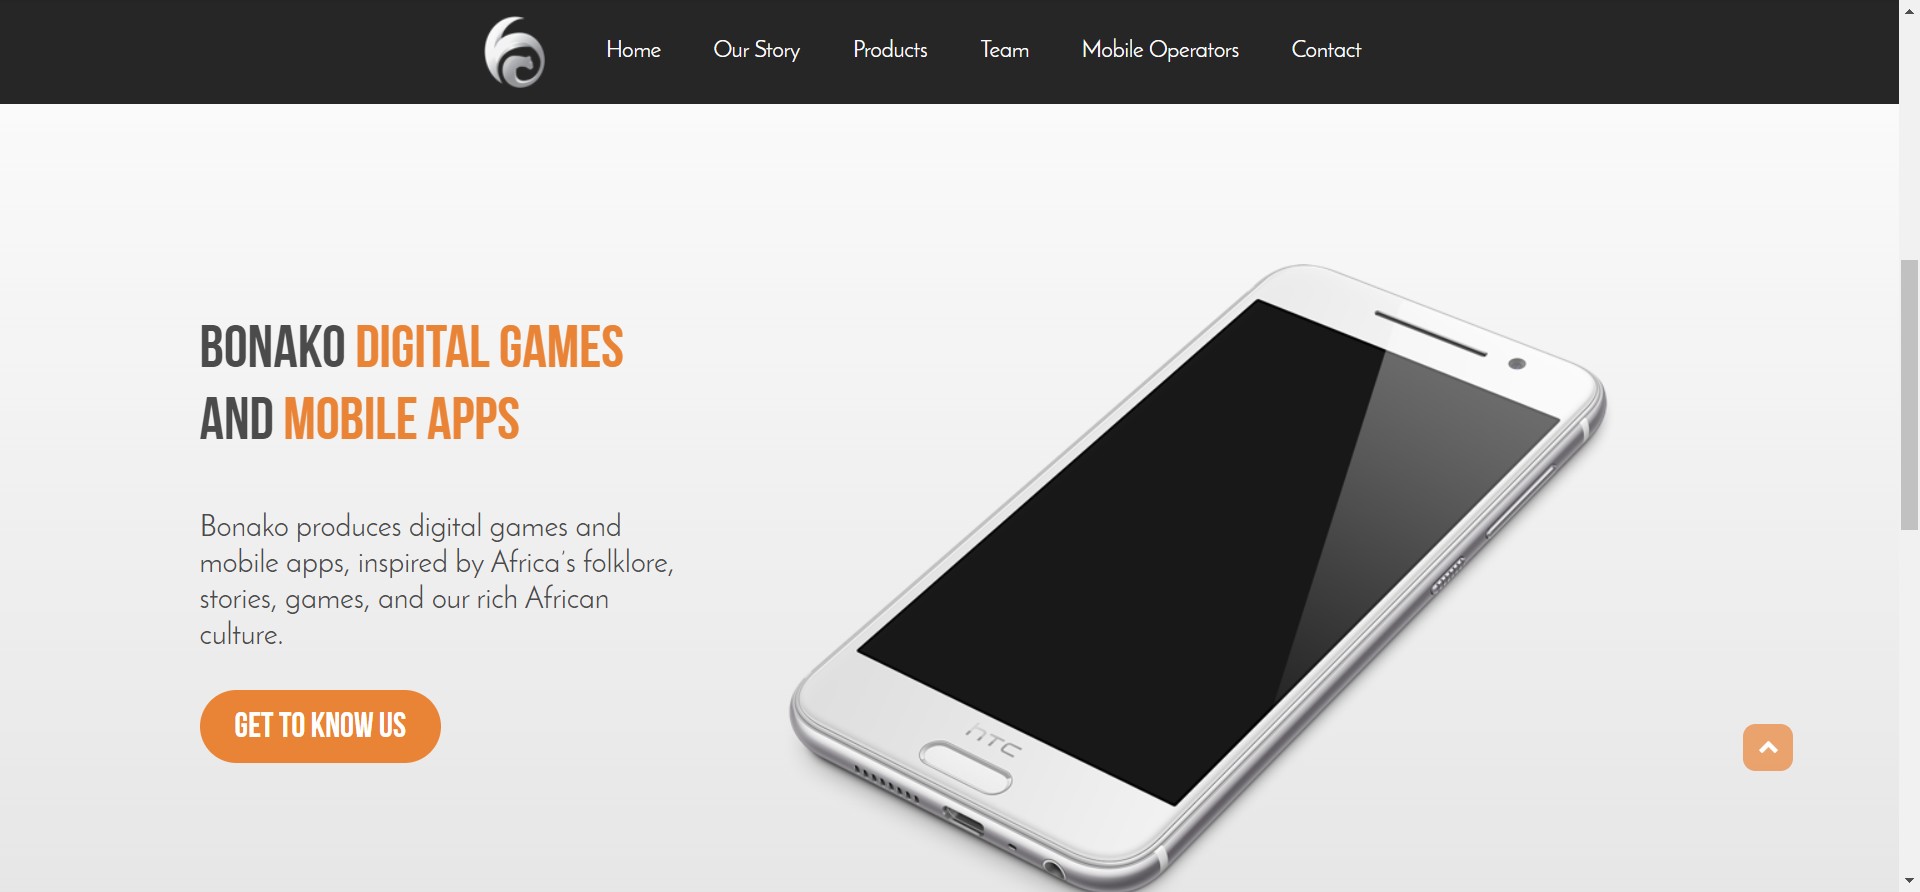 Home Our Story Products Team Mobile Operators Contact
BONAKO DIGITAL GAMES
AND MOBILE APPS
Bonako produces digital games and
mobile apps, inspired by Africa's folklore,
stories, games, and our rich African
culture.
GET TO KNOW US
hTC